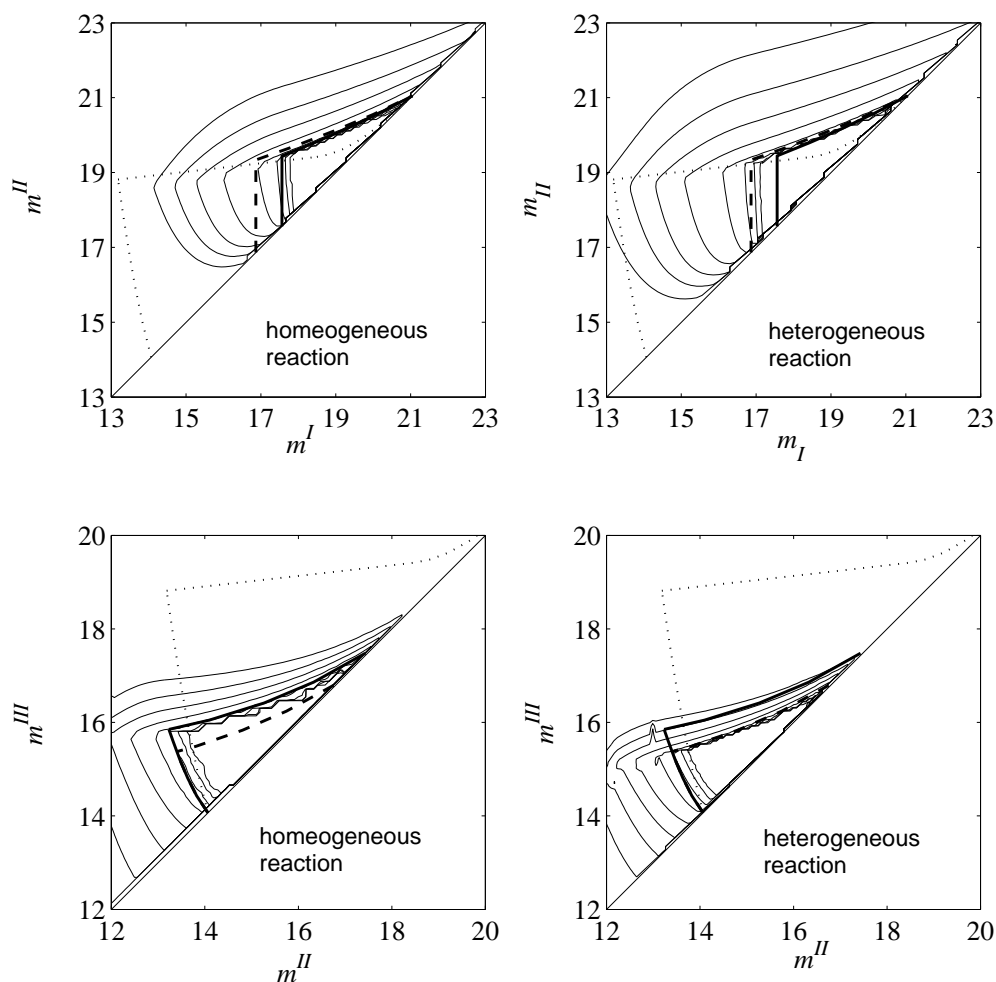 23
21
19
17
15
13
m^II
homeogeneous
reaction
13 15 17 19 21 23
m^I
23
21
19
17
15
13
m_II
heterogeneous
reaction
13 15 17 19 21 23
m_I
20
18
16
14
12
m^III
homeogeneous
reaction
12 14 16 18 20
m^II
20
18
16
14
12
m^III
heterogeneous
reaction
12 14 16 18 20
m^II